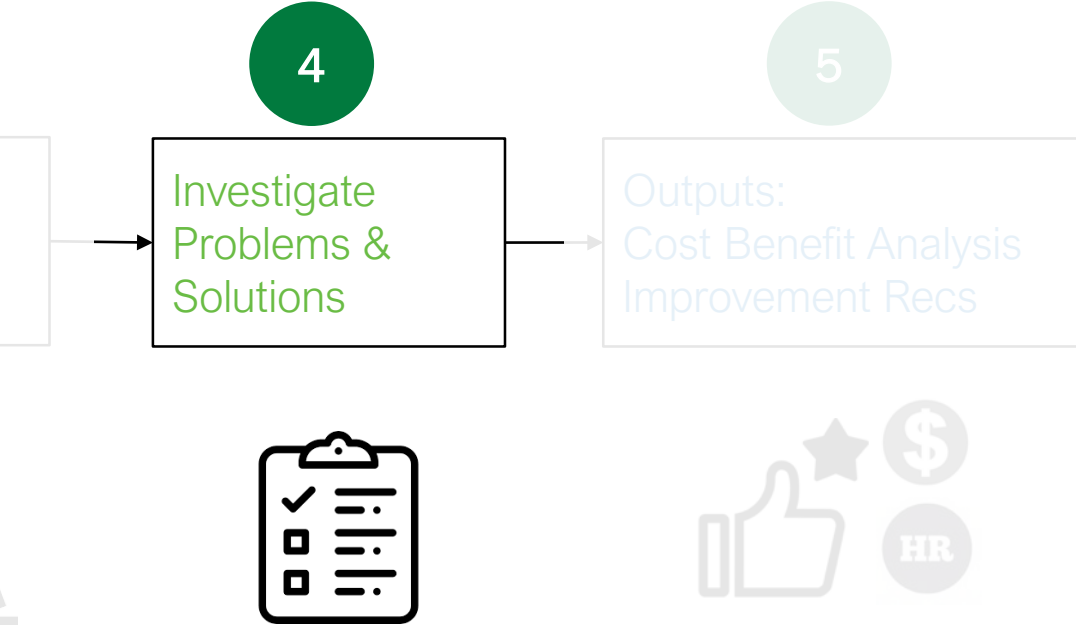 4
5
Investigate
Problems &
Solutions
Outputs:
Cost Benefit Analysis
Improvement Recs
$
HR